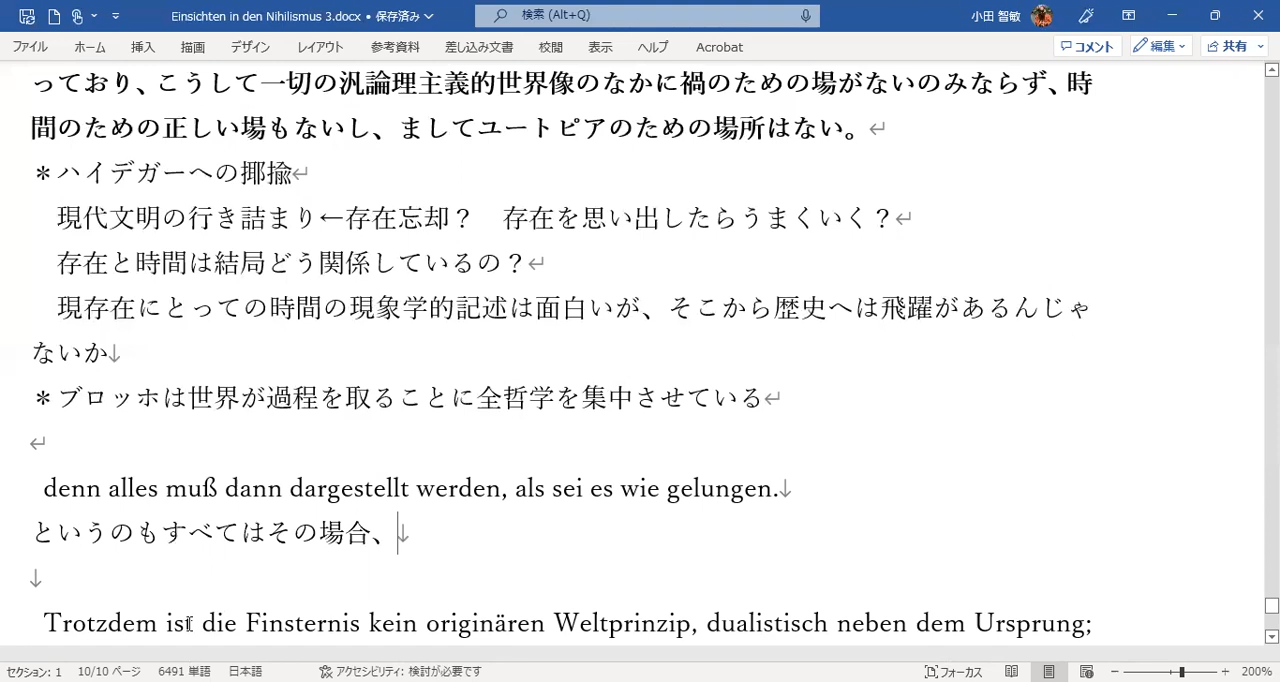 Einsichten in den Nihilismus 3.docx • 保存済み
検索 (Alt+Q)
小田 智敏
ファイル ホーム 挿入 描画 デザイン レイアウト 参考資料 差し込み文書 校閲 表示 ヘルプ Acrobat コメント 編集 共有
っており、こうして一切の汎論理主義的世界像のなかに禍のための場がないのみならず、時
間のための正しい場もないし、ましてユートピアのための場所はない。↵
＊ハイデガーへの揶揄↵
現代文明の行き詰まり←存在忘却？　存在を思い出したらうまくいく？↵
存在と時間は結局どう関係しているの？↵
現存在にとっての時間の現象学的記述は面白いが、そこから歴史へは飛躍があるんじゃ
ないか↓
＊ブロッホは世界が過程を取ることに全哲学を集中させている↵
↵
denn alles muß dann dargestellt werden, als sei es wie gelungen.↓
というのもすべてはその場合、↓
↓
Trotzdem ist die Finsternis kein originären Weltprinzip, dualistisch neben dem Ursprung;
セクション: 1 10/10 ページ 6491 単語 日本語 アクセシビリティ: 検討が必要です フォーカス 200%